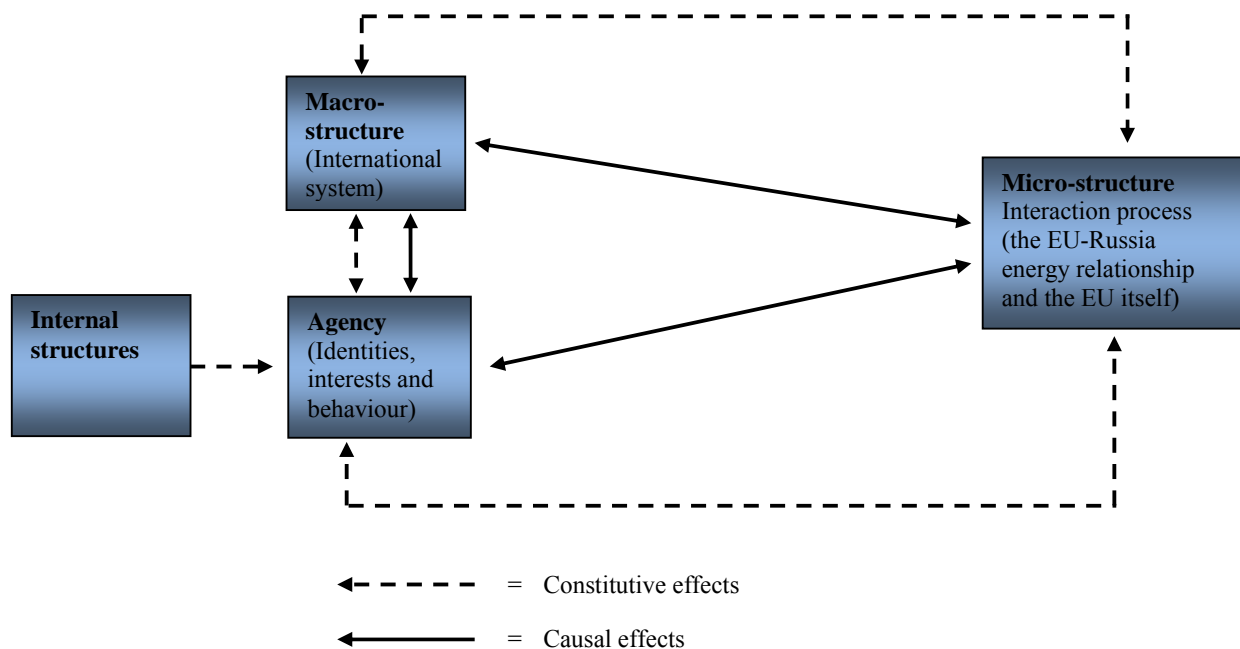 Macro-
structure
(International
system)
Micro-structure
Interaction process
(the EU-Russia
energy relationship
and the EU itself)
Internal
structures
Agency
(Identities,
interests and
behaviour)
= Constitutive effects
= Causal effects